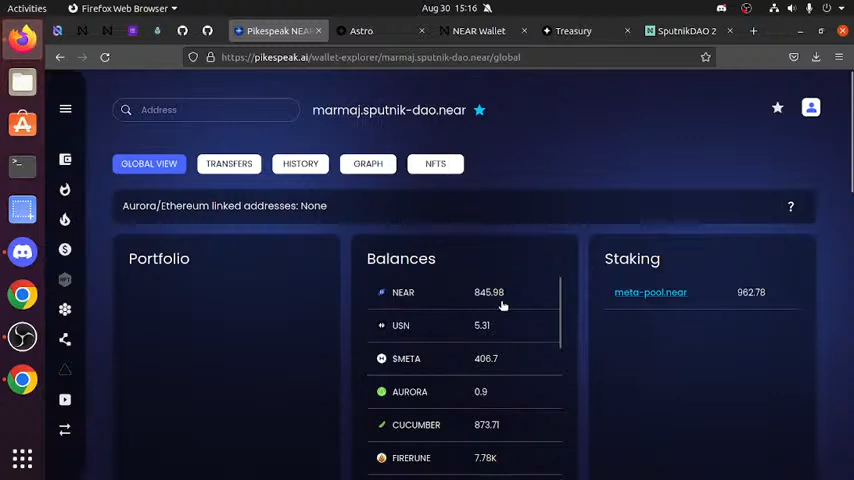 Activities
Firefox Web Browser
Aug 30 15:16
Pikespeak NEAR
Astro
NEAR Wallet
Treasury
SputnikDAO 2
https://pikespeak.ai/wallet-explorer/marmaj.sputnik-dao.near/global
Address
marmaj.sputnik-dao.near
GLOBAL VIEW
TRANSFERS
HISTORY
GRAPH
NFTS
Aurora/Ethereum linked addresses: None
?
Portfolio
Balances
NEAR 845.98
USN 5.31
$META 406.7
AURORA 0.9
CUCUMBER 873.71
FIRERUNE 7.78K
Staking
meta-pool.near 962.78